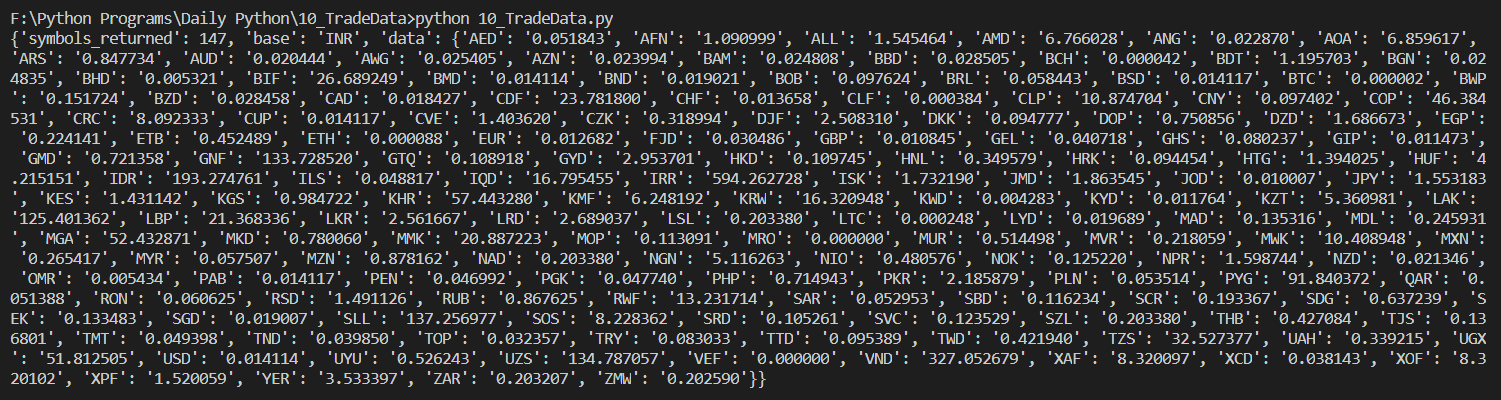 F:\Python Programs\Daily Python\10_TradeData>python 10_TradeData.py
{'symbols_returned': 147, 'base': 'INR', 'data': {'AED': '0.051843', 'AFN': '1.090999', 'ALL': '1.545464', 'AMD': '6.766028', 'ANG': '0.022870', 'AOA': '6.859617',
'ARS': '0.847734', 'AUD': '0.020444', 'AWG': '0.025405', 'AZN': '0.023994', 'BAM': '0.024808', 'BBD': '0.028505', 'BCH': '0.000042', 'BDT': '1.195703', 'BGN': '0.02
4835', 'BHD': '0.005321', 'BIF': '26.689249', 'BMD': '0.014114', 'BND': '0.019021', 'BOB': '0.097624', 'BRL': '0.058443', 'BSD': '0.014117', 'BTC': '0.000002', 'BWP
': '0.151724', 'BZD': '0.028458', 'CAD': '0.018427', 'CDF': '23.781800', 'CHF': '0.013658', 'CLF': '0.000384', 'CLP': '10.874704', 'CNY': '0.097402', 'COP': '46.384
531', 'CRC': '8.092333', 'CUP': '0.014117', 'CVE': '1.403620', 'CZK': '0.318994', 'DJF': '2.508310', 'DKK': '0.094777', 'DOP': '0.750856', 'DZD': '1.686673', 'EGP':
'0.224141', 'ETB': '0.452489', 'ETH': '0.000088', 'EUR': '0.012682', 'FJD': '0.030486', 'GBP': '0.010845', 'GEL': '0.040718', 'GHS': '0.080237', 'GIP': '0.011473',
'GMD': '0.721358', 'GNF': '133.728520', 'GTQ': '0.108918', 'GYD': '2.953701', 'HKD': '0.109745', 'HNL': '0.349579', 'HRK': '0.094454', 'HTG': '1.394025', 'HUF': '4
.215151', 'IDR': '193.274761', 'ILS': '0.048817', 'IQD': '16.795455', 'IRR': '594.262728', 'ISK': '1.732190', 'JMD': '1.863545', 'JOD': '0.010007', 'JPY': '1.553183'
, 'KES': '1.431142', 'KGS': '0.984722', 'KHR': '57.443280', 'KMF': '6.248192', 'KRW': '16.320948', 'KWD': '0.004283', 'KYD': '0.011764', 'KZT': '5.360981', 'LAK': '
125.401362', 'LBP': '21.368336', 'LKR': '2.561667', 'LRD': '2.689037', 'LSL': '0.203380', 'LTC': '0.000248', 'LYD': '0.019689', 'MAD': '0.135316', 'MDL': '0.245931'
, 'MGA': '52.432871', 'MKD': '0.780060', 'MMK': '20.887223', 'MOP': '0.113091', 'MRO': '0.000000', 'MUR': '0.514498', 'MVR': '0.218059', 'MWK': '10.408948', 'MXN':
'0.265417', 'MYR': '0.057507', 'MZN': '0.878162', 'NAD': '0.203380', 'NGN': '5.116263', 'NIO': '0.480576', 'NOK': '0.125220', 'NPR': '1.598744', 'NZD': '0.021346',
'OMR': '0.005434', 'PAB': '0.014117', 'PEN': '0.046992', 'PGK': '0.047740', 'PHP': '0.714943', 'PKR': '2.185879', 'PLN': '0.053514', 'PYG': '91.840372', 'QAR': '0.
051388', 'RON': '0.060625', 'RSD': '1.491126', 'RUB': '0.867625', 'RWF': '13.231714', 'SAR': '0.052953', 'SBD': '0.116234', 'SCR': '0.193367', 'SDG': '0.637239', 'S
EK': '0.133483', 'SGD': '0.019007', 'SLL': '137.256977', 'SOS': '8.228362', 'SRD': '0.105261', 'SVC': '0.123529', 'SZL': '0.203380', 'THB': '0.427084', 'TJS': '0.13
6801', 'TMT': '0.049398', 'TND': '0.039850', 'TOP': '0.032357', 'TRY': '0.083033', 'TTD': '0.095389', 'TWD': '0.421940', 'TZS': '32.527377', 'UAH': '0.339215', 'UGX
': '51.812505', 'USD': '0.014114', 'UYU': '0.526243', 'UZS': '134.787057', 'VEF': '0.000000', 'VND': '327.052679', 'XAF': '8.320097', 'XCD': '0.038143', 'XOF': '8.3
20102', 'XPF': '1.520059', 'YER': '3.533397', 'ZAR': '0.203207', 'ZMW': '0.202590'}}